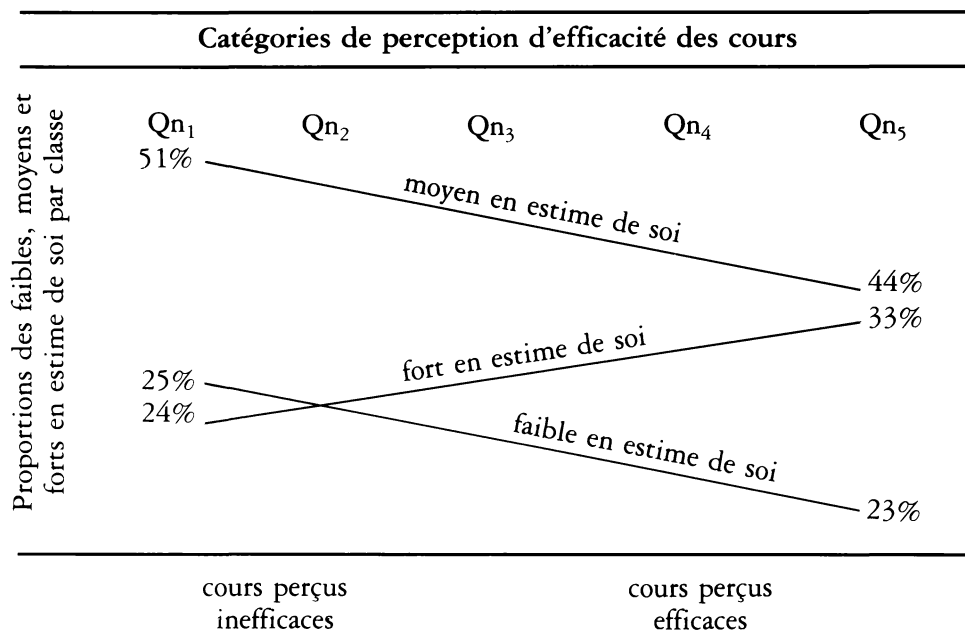 Catégories de perception d'efficacité des cours
Proportions des faibles, moyens et
forts en estime de soi par classe
Qn₁ Qn₂ Qn₃ Qn₄ Qn₅
51%
moyen en estime de soi
44%
33%
fort en estime de soi
25%
24%
faible en estime de soi
23%
cours perçus
inefficaces
cours perçus
efficaces